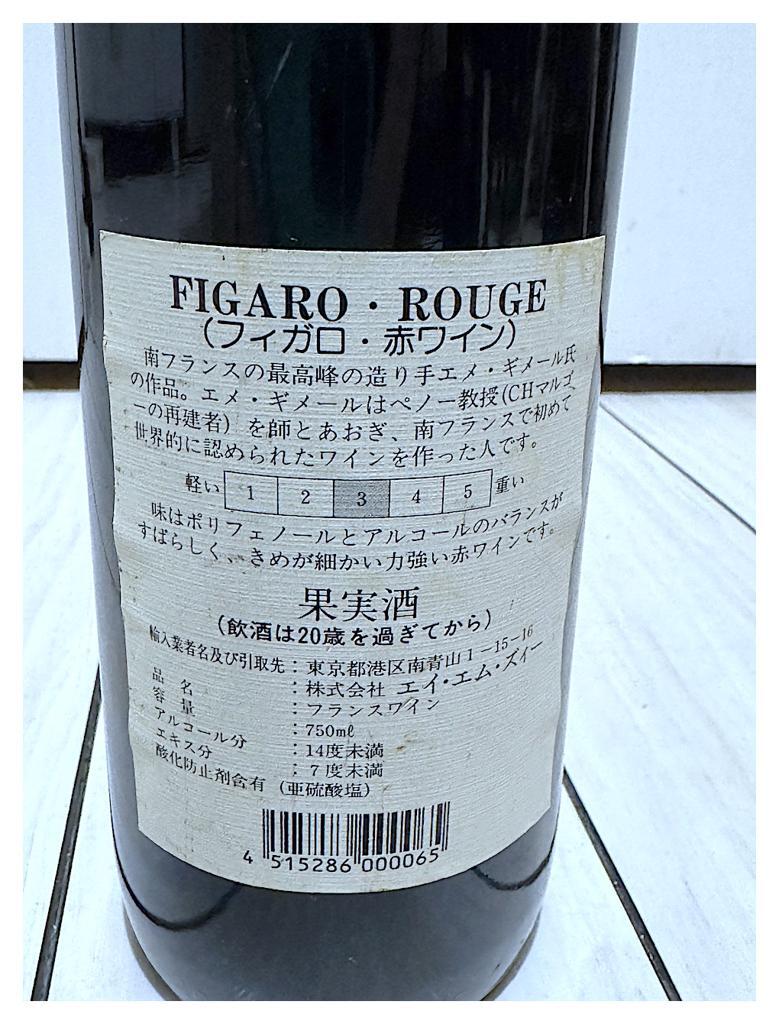 FIGARO・ROUGE
(フィガロ・赤ワイン)
南フランスの最高峰の造り手エメ・ギメール氏
の作品。エメ・ギメールはペノー教授(CHマルゴ
ーの再建者) を師とあおぎ、南フランスで初めて
世界的に認められたワインを作った人です。
軽い 1 2 3 4 5 重い
味はポリフェノールとアルコールのバランスが
すばらしく、きめが細かい力強い赤ワインです。
果実酒
(飲酒は20歳を過ぎてから)
輸入業者名及び引取先：東京都港区南青山1-15-16
：株式会社 エイ・エム・ズィー
品名：フランスワイン
容量：750mℓ
アルコール分：14度未満
エキス分：7度未満
酸化防止剤含有 (亜硫酸塩)
4 515286 000065